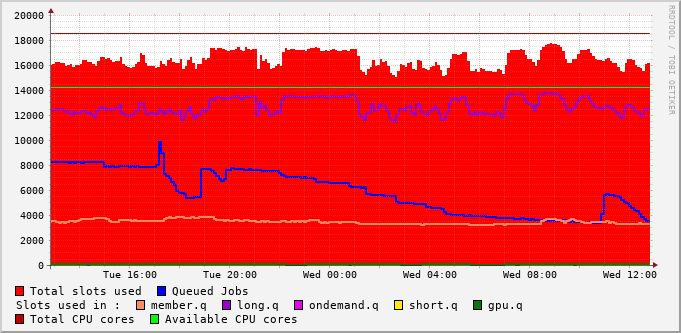 RRDTOOL / TOBI OETIKER
20000
18000
16000
14000
12000
10000
8000
6000
4000
2000
0
Tue 16:00 Tue 20:00 Wed 00:00 Wed 04:00 Wed 08:00 Wed 12:00
Total slots used Queued Jobs
Slots used in : member.q long.q ondemand.q short.q gpu.q
Total CPU cores Available CPU cores